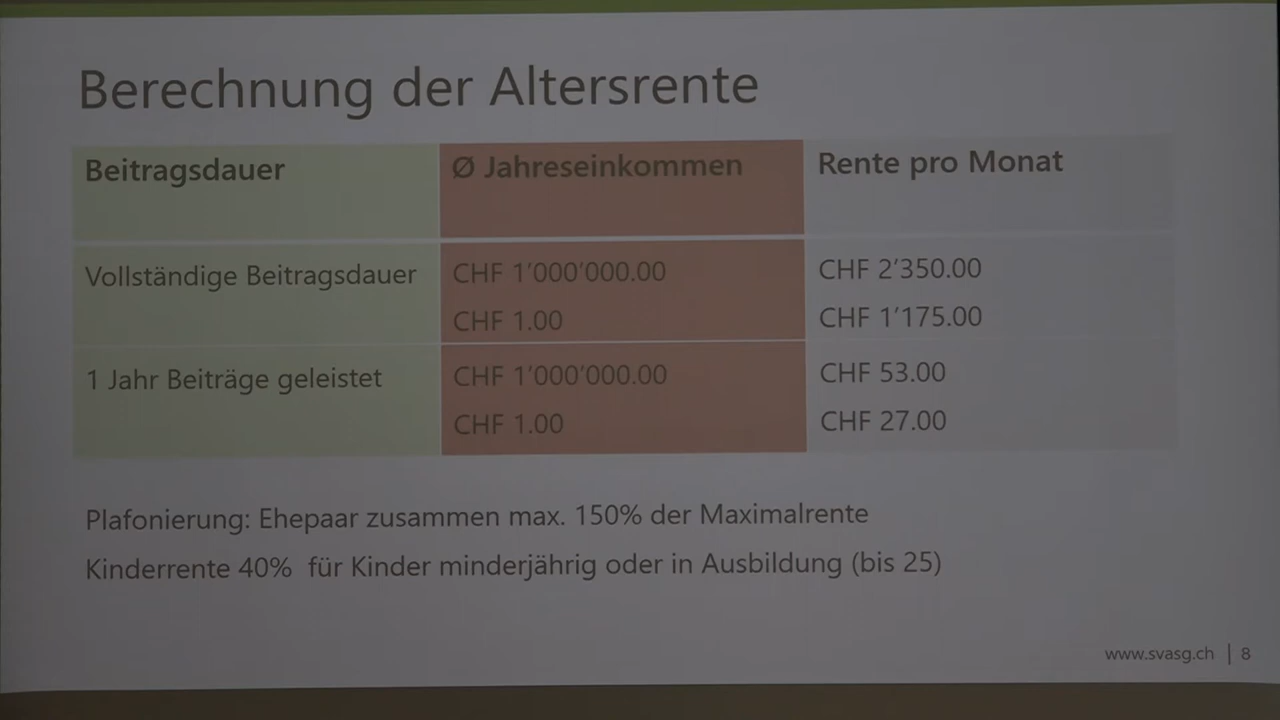 Berechnung der Altersrente
Beitragsdauer
Ø Jahreseinkommen
Rente pro Monat
Vollständige Beitragsdauer
CHF 1’000’000.00
CHF 2’350.00
CHF 1.00
CHF 1’175.00
1 Jahr Beiträge geleistet
CHF 1’000’000.00
CHF 53.00
CHF 1.00
CHF 27.00
Plafonierung: Ehepaar zusammen max. 150% der Maximalrente
Kinderrente 40% für Kinder minderjährig oder in Ausbildung (bis 25)
www.svasg.ch | 8